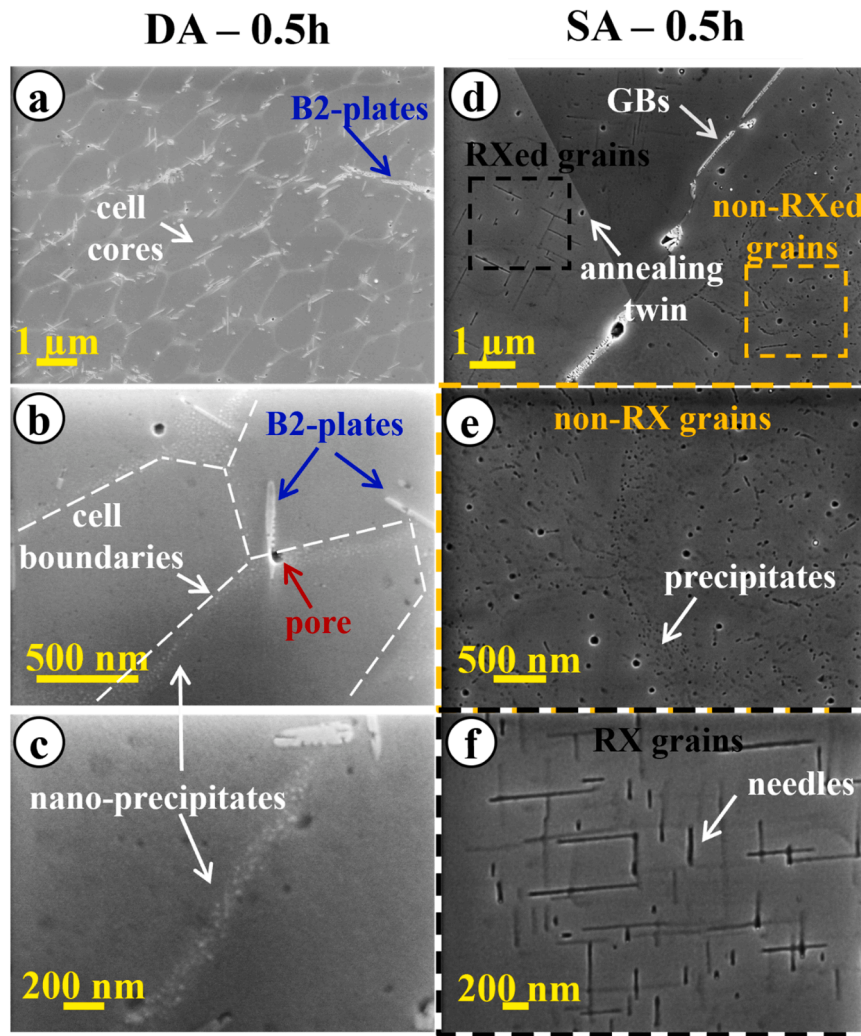 DA – 0.5h
SA – 0.5h
a
B2-plates
cell
cores
1 µm
d
GBs
RXed grains
non-RXed
grains
annealing
twin
1 µm
b
B2-plates
cell
boundaries
pore
500 nm
e
non-RX grains
precipitates
500 nm
c
nano-precipitates
200 nm
f
RX grains
needles
200 nm